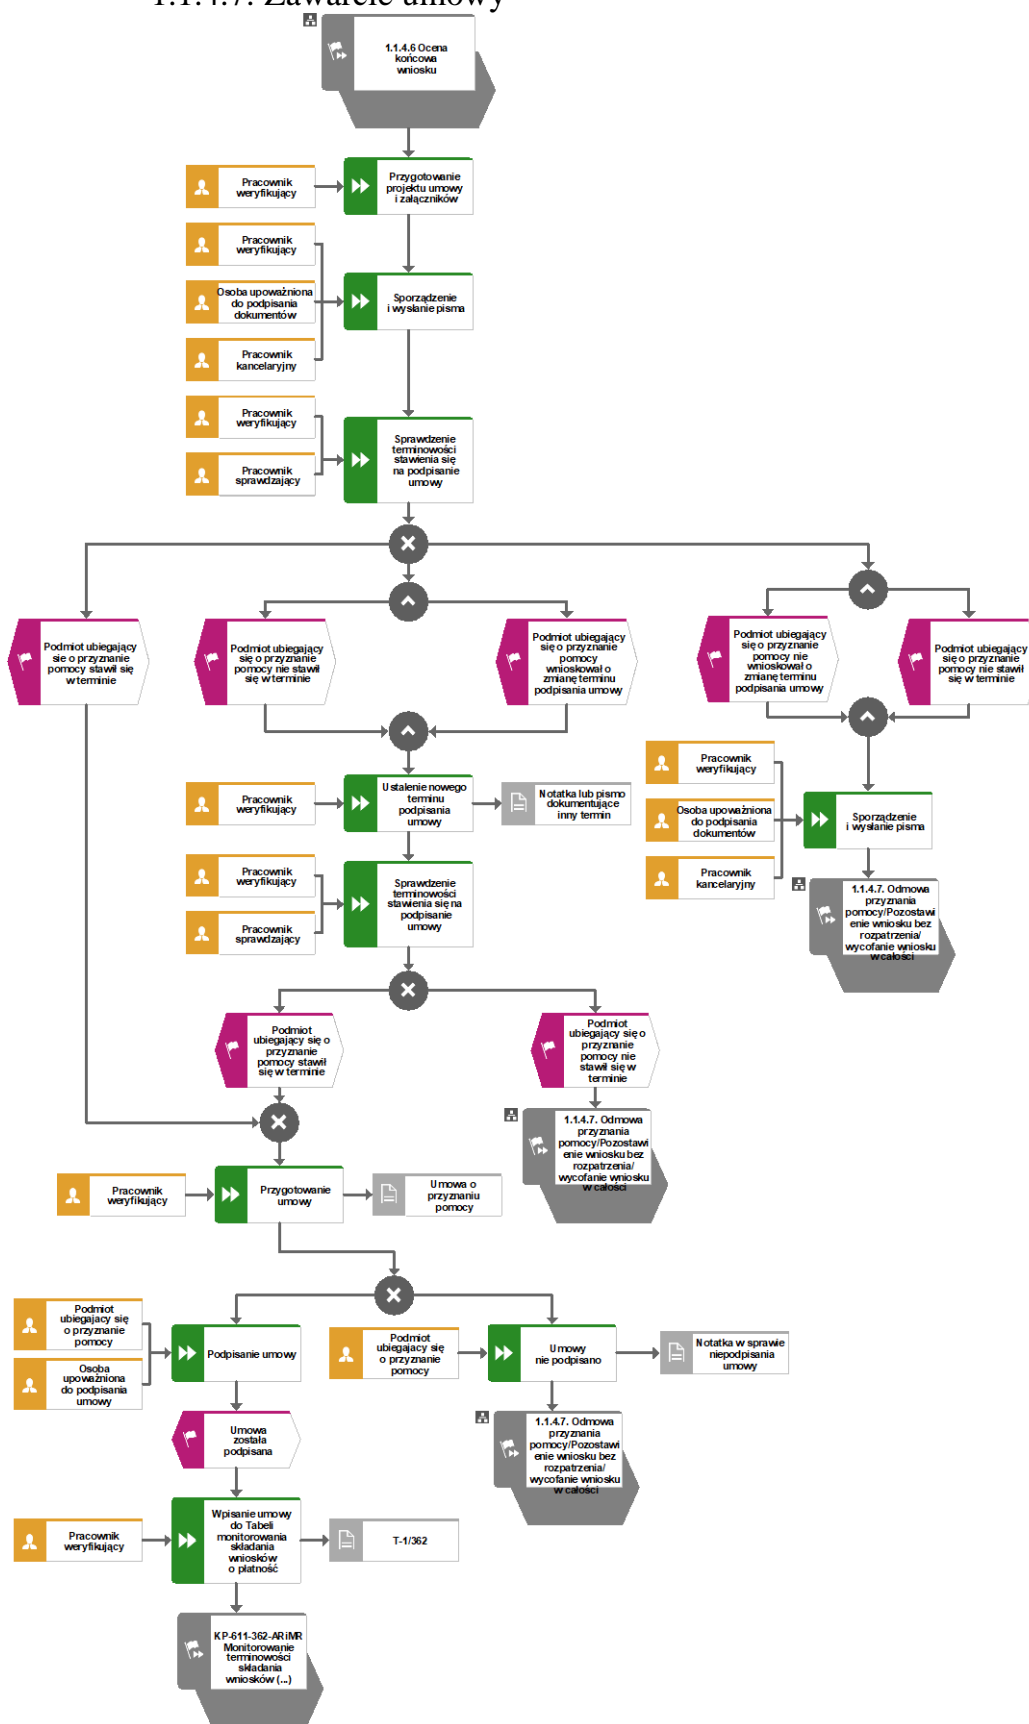 1.1.4.7. Zawarcie umowy
1.1.4.6 Ocena
końcowa
wniosku
Pracownik
weryfikujący
Przygotowanie
projektu umowy
i załączników
Pracownik
weryfikujący
Osoba upoważniona
do podpisania
dokumentów
Pracownik
kancelaryjny
Sporządzenie
i wysłanie pisma
Pracownik
weryfikujący
Pracownik
sprawdzający
Sprawdzenie
terminowości
stawienia się
na podpisanie
umowy
Podmiot ubiegający
sie o przyznanie
pomocy stawił się
w terminie
Podmiot ubiegający
się o przyznanie
pomocy nie stawił
się w terminie
Podmiot ubiegający
się o przyznanie
pomocy
wnioskował o
zmianę terminu
podpisania umowy
Podmiot ubiegający
się o przyznanie
pomocy nie
wnioskował o
zmianę terminu
podpisania umowy
Podmiot ubiegający
się o przyznanie
pomocy nie stawił
się w terminie
Pracownik
weryfikujący
Ustalenie nowego
terminu
podpisania
umowy
Notatka lub pismo
dokumentujące
inny termin
Pracownik
weryfikujący
Osoba upoważniona
do podpisania
dokumentów
Pracownik
kancelaryjny
Sporządzenie
i wysłanie pisma
Pracownik
weryfikujący
Pracownik
sprawdzający
Sprawdzenie
terminowości
stawienia się na
podpisanie
umowy
1.1.4.7. Odmowa
przyznania
pomocy/Pozostawi
enie wniosku bez
rozpatrzenia/
wycofanie wniosku
w całości
Podmiot
ubiegający się o
przyznanie
pomocy stawił
się w terminie
Podmiot
ubiegający się o
przyznanie
pomocy nie
stawił się w
terminie
1.1.4.7. Odmowa
przyznania
pomocy/Pozostawi
enie wniosku bez
rozpatrzenia/
wycofanie wniosku
w całości
Pracownik
weryfikujący
Przygotowanie
umowy
Umowa o
przyznaniu
pomocy
Podmiot
ubiegajacy się
o przyznanie
pomocy
Osoba
upoważniona
do podpisania
umowy
Podpisanie umowy
Podmiot
ubiegajacy się
o przyznanie
pomocy
Umowy
nie podpisano
Notatka w sprawie
niepodpisania
umowy
Umowa
została
podpisana
1.1.4.7. Odmowa
przyznania
pomocy/Pozostawi
enie wniosku bez
rozpatrzenia/
wycofanie wniosku
w całości
Pracownik
weryfikujący
Wpisanie umowy
do Tabeli
monitorowania
składania
wniosków
o płatność
T-1/362
KP-611-362-ARiMR
Monitorowanie
terminowości
składania
wniosków (...)